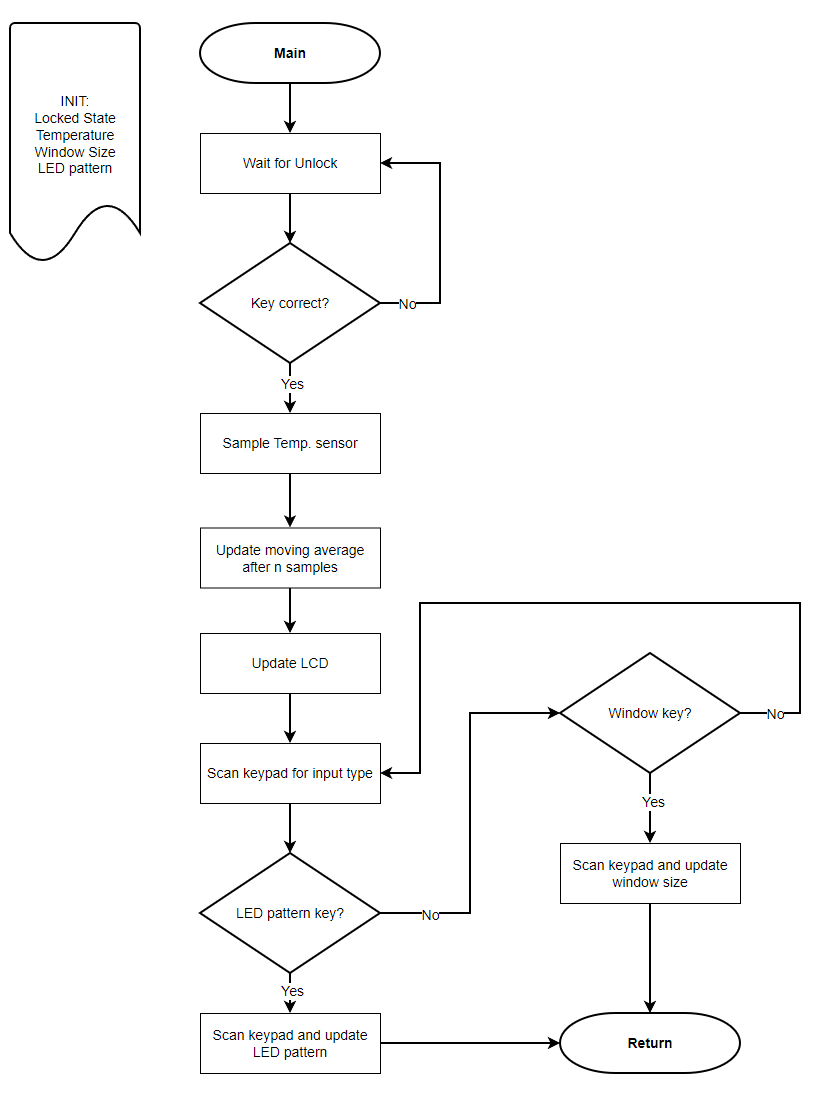 INIT:
Locked State
Temperature
Window Size
LED pattern
Main
Wait for Unlock
Key correct?
No
Yes
Sample Temp. sensor
Update moving average
after n samples
Update LCD
Scan keypad for input type
Window key?
No
Yes
Scan keypad and update
window size
LED pattern key?
No
Yes
Scan keypad and update
LED pattern
Return